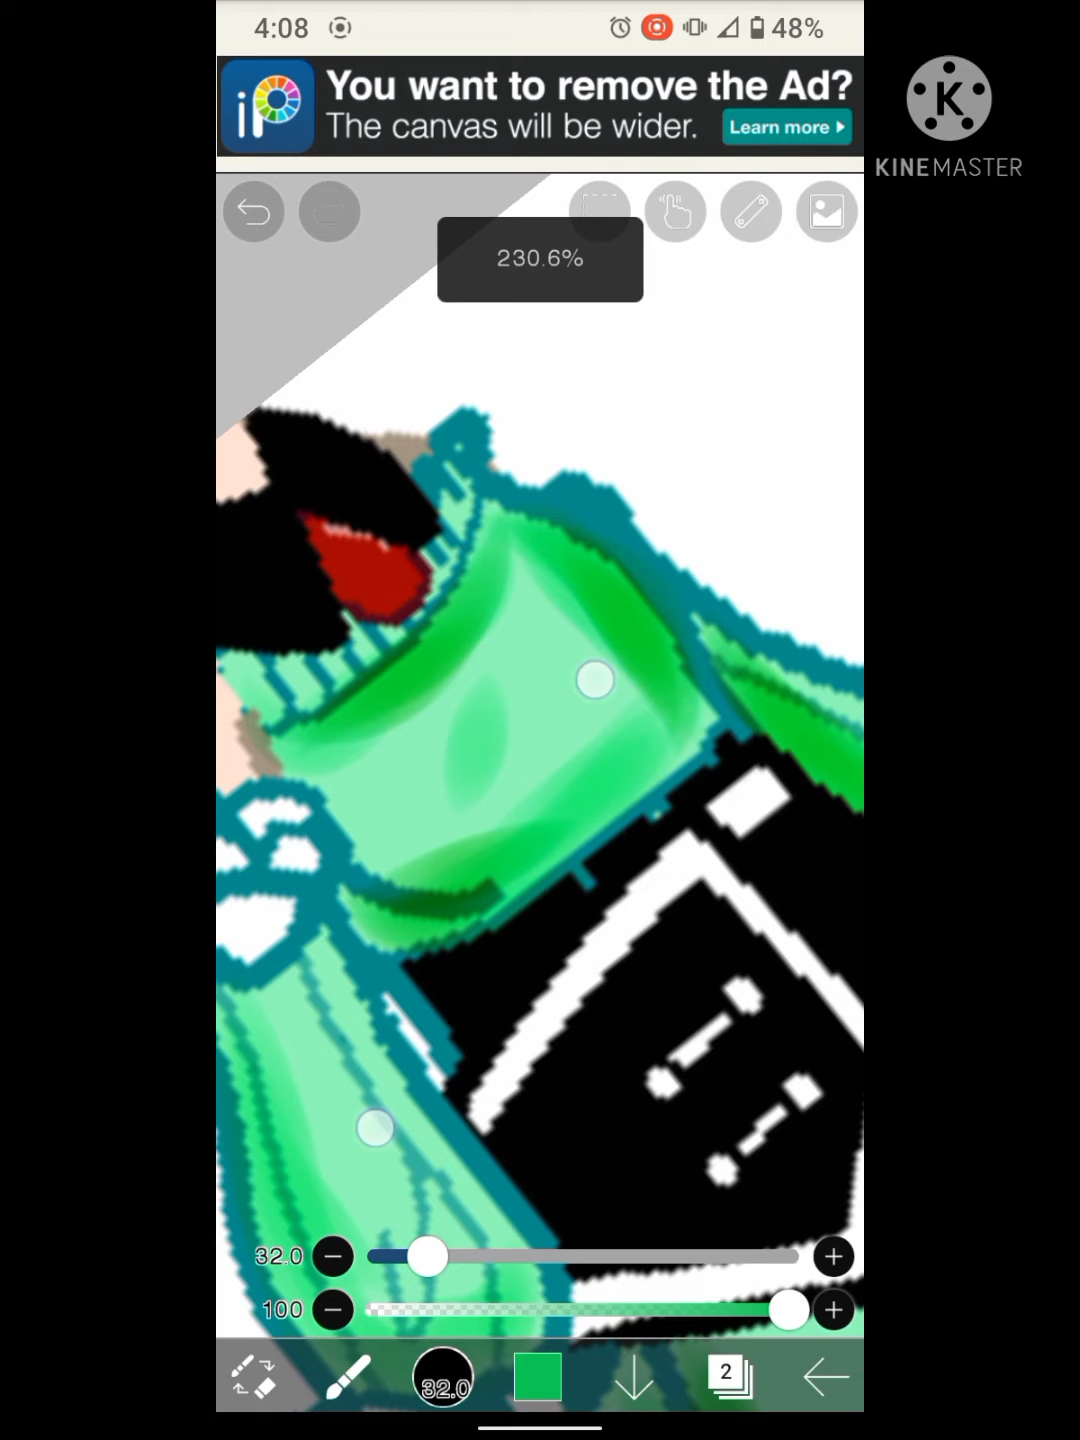 4:08
48%
iP
You want to remove the Ad?
The canvas will be wider.
Learn more
K
KINEMASTER
230.6%
32.0
100
32.0
2